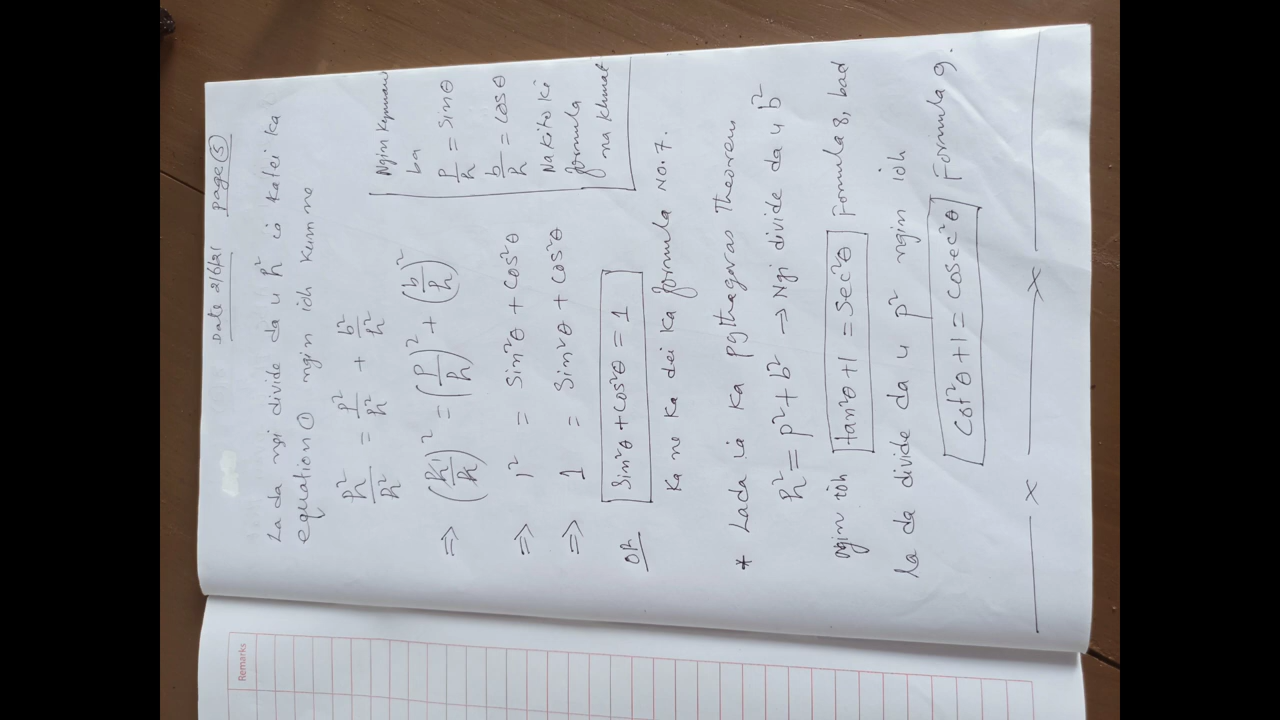 Date 2/6/21 page 5
La da ngi divide da u h² ia Kalei ka
equation ① ngin ioh kumne
h²/h² = p²/h² + b²/h²
⇒ (h/h)² = (p/h)² + (b/h)²
⇒ 1² = sin²θ + cos²θ
⇒ 1 = sin²θ + cos²θ
OR sin²θ + cos²θ = 1
Ngin Kynmaw
ba
p/h = sinθ
b/h = cosθ
Na kito ki
formula
na khmat
Ka ne ka dei ka formula No. 7.
* Lada ia ka pythagoras Theorem
h² = p² + b² → Ngi divide da u b²
ngin ioh tan²θ + 1 = sec²θ Formula 8, bad
la da divide da u p² ngin ioh
cot²θ + 1 = cosec²θ Formula 9.
x x
Remarks